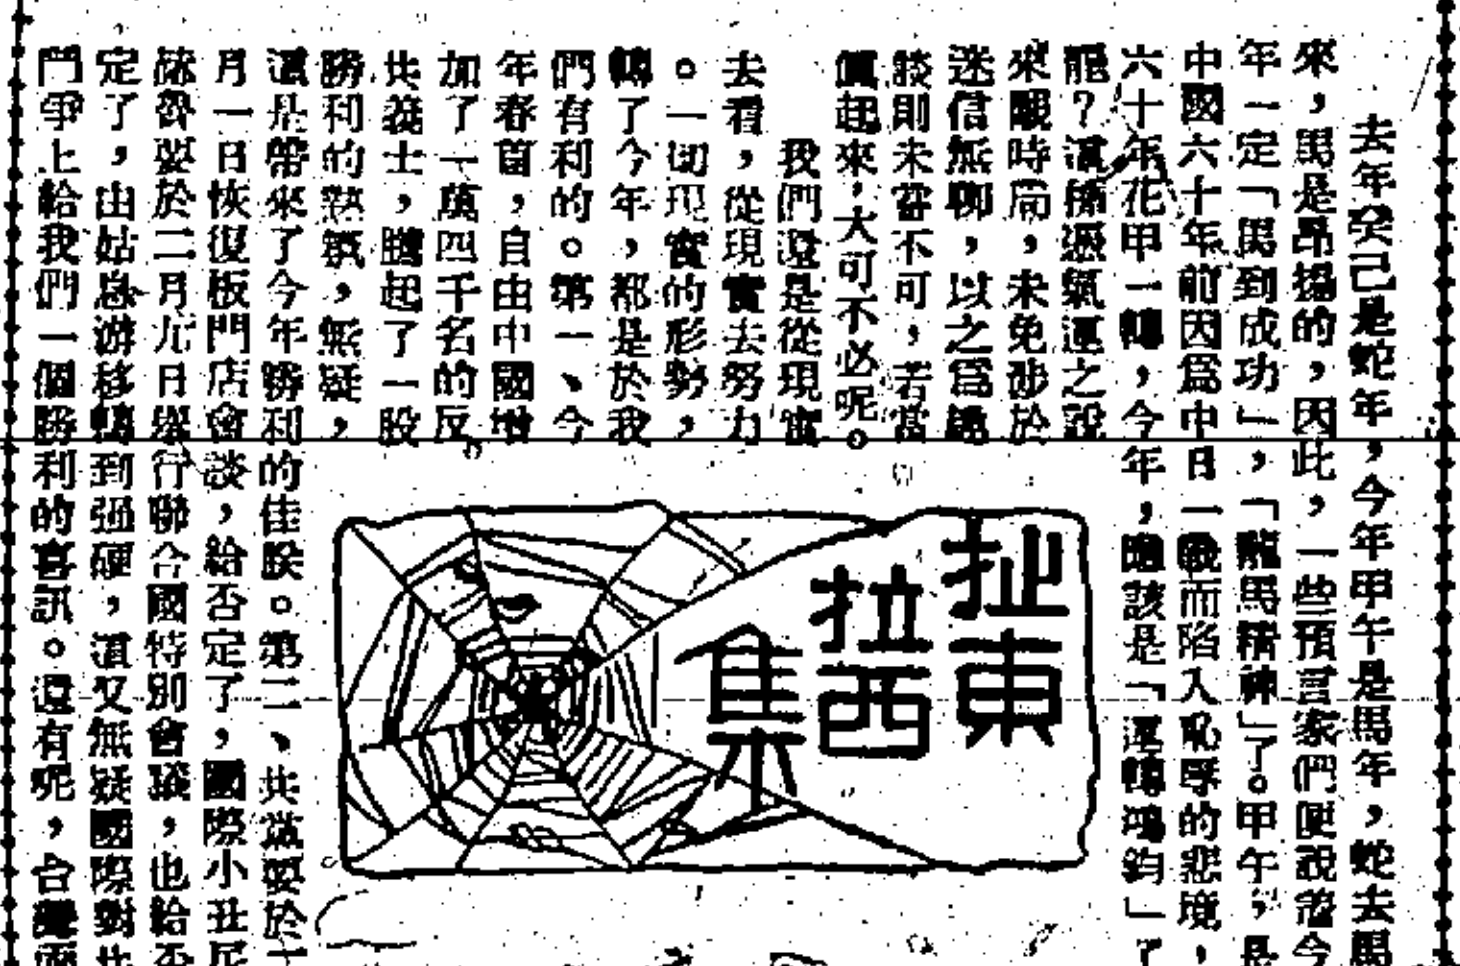 去年癸己是蛇年，今年甲午是馬年，蛇去馬
來，馬是昂揚的，因此，一些預言家們便說當今
年一定「馬到成功」，「龍馬精神」了。甲午，是
中國六十年前因為中日一戰而陷入恥辱的悲境，
六十年花甲一轉，今年，總該是「運轉鴻鈞」了
罷？這種憑氣運之說
來觀時局，未免涉於
迷信無聊，以之爲
談則未嘗不可，若當
眞起來，大可不必呢。
我們還是從現實
去看，從現實去努力
。一切現實的形勢，
轉了今年，都是於我
們有利的。第一、今
年春首，自由中國增
加了一萬四千名的反
共義士，騰起了一股
勝利的氣，無疑，
這是帶來了今年勝利的佳朕。第二、共黨要於二
月一日恢復板門店會談，給否定了，國際小丑尼
赫魯要於二月九日舉行聯合國特別會議，也給否
定了，由姑息游移轉到强硬，這又無疑國際對共
鬥爭上給我們一個勝利的喜訊。還有呢，台灣
扯東
拉西
集